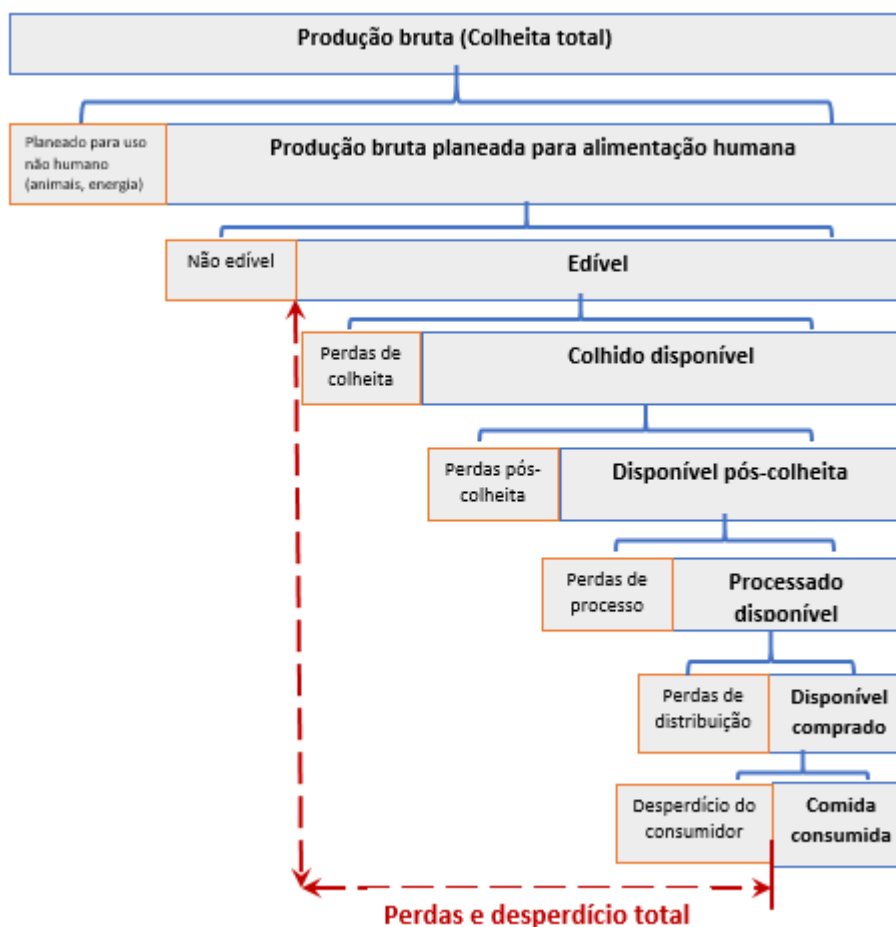 Produção bruta (Colheita total)
Planeado para uso
não humano
(animais, energia)
Produção bruta planeada para alimentação humana
Não edível
Edível
Perdas de
colheita
Colhido disponível
Perdas pós-
colheita
Disponível pós-colheita
Perdas de
processo
Processado
disponível
Perdas de
distribuição
Disponível
comprado
Desperdício do
consumidor
Comida
consumida
Perdas e desperdício total